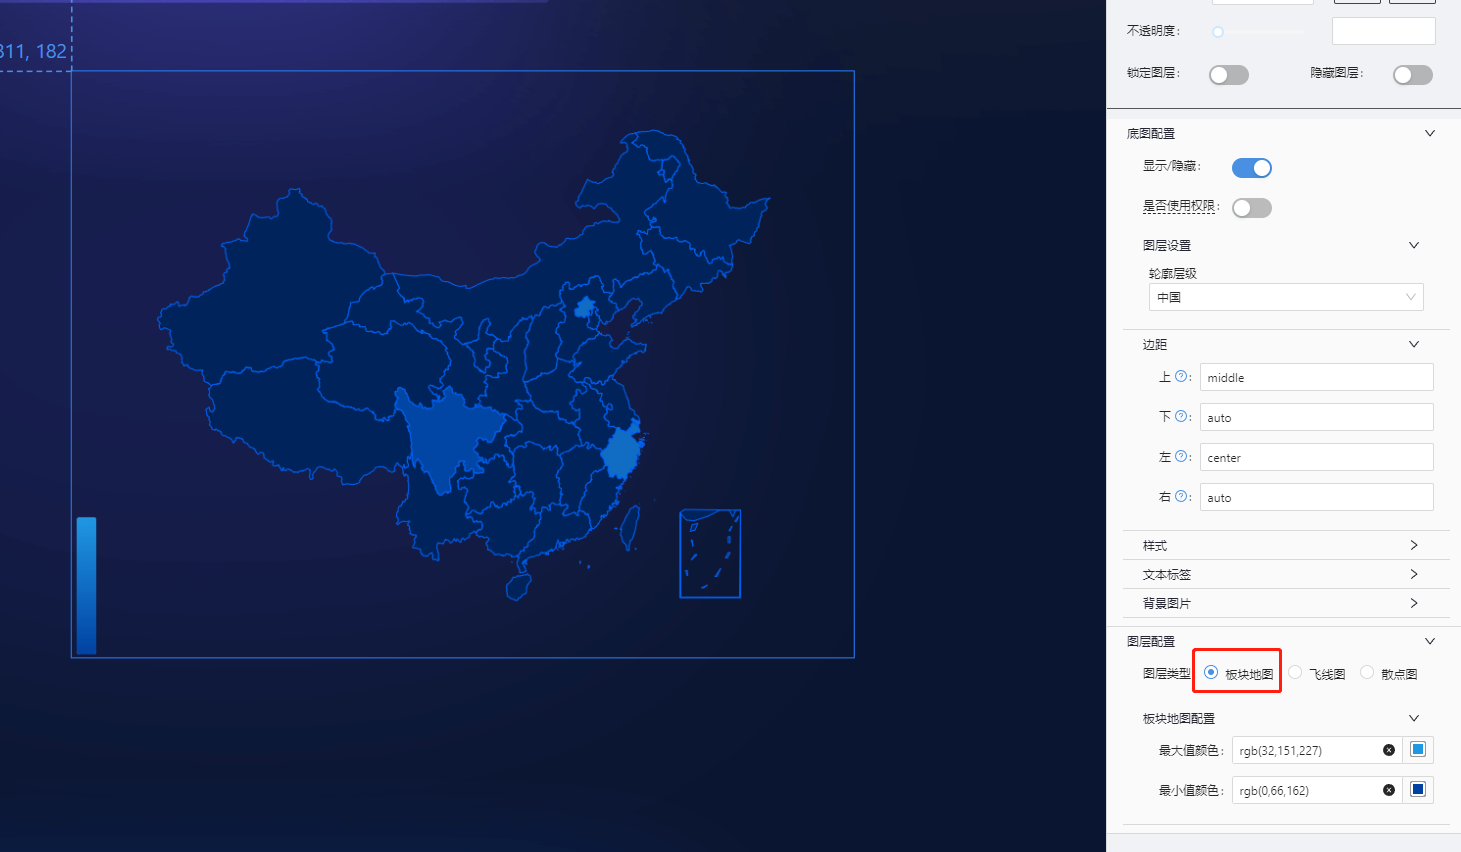 311, 182
不透明度：
锁定图层：
隐藏图层：
底图配置
显示/隐藏：
是否使用权限：
图层设置
轮廓层级
中国
边距
上 ?： middle
下 ?： auto
左 ?： center
右 ?： auto
样式
文本标签
背景图片
图层配置
图层类型 板块地图 飞线图 散点图
板块地图配置
最大值颜色： rgb(32,151,227)
最小值颜色： rgb(0,66,162)